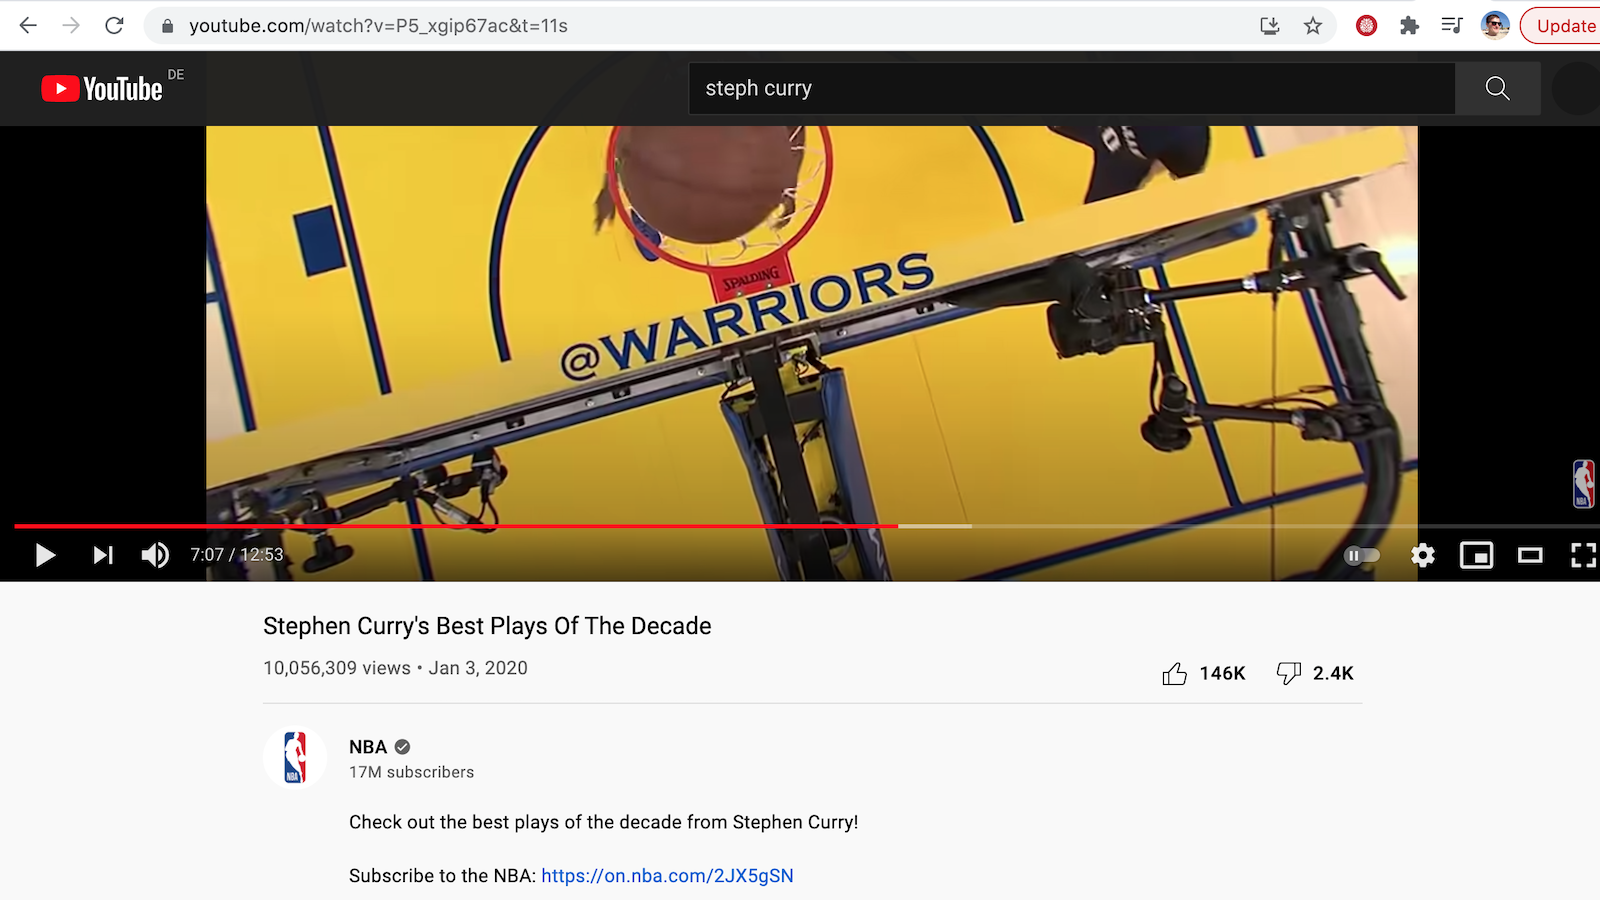 youtube.com/watch?v=P5_xgip67ac&t=11s
Update
YouTube DE
steph curry
SPALDING
@WARRIORS
NBA
7:07 / 12:53
Stephen Curry's Best Plays Of The Decade
10,056,309 views • Jan 3, 2020
146K 2.4K
NBA
NBA
17M subscribers
Check out the best plays of the decade from Stephen Curry!
Subscribe to the NBA: https://on.nba.com/2JX5gSN